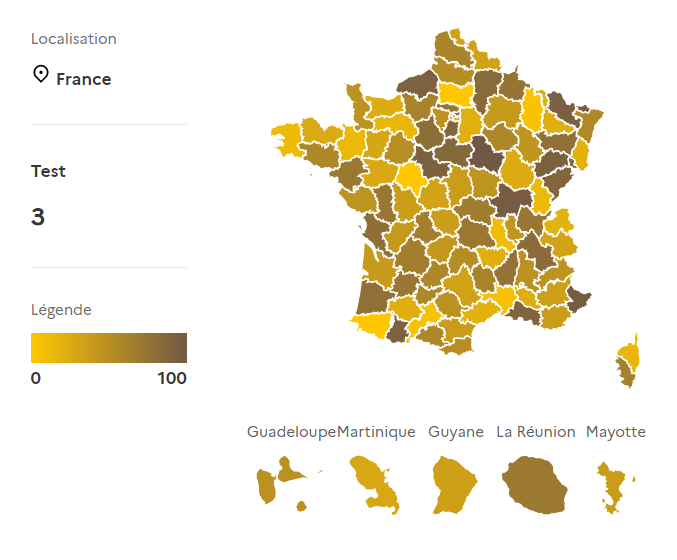 Localisation
France
Test
3
Légende
0 100
Guadeloupe Martinique Guyane La Réunion Mayotte